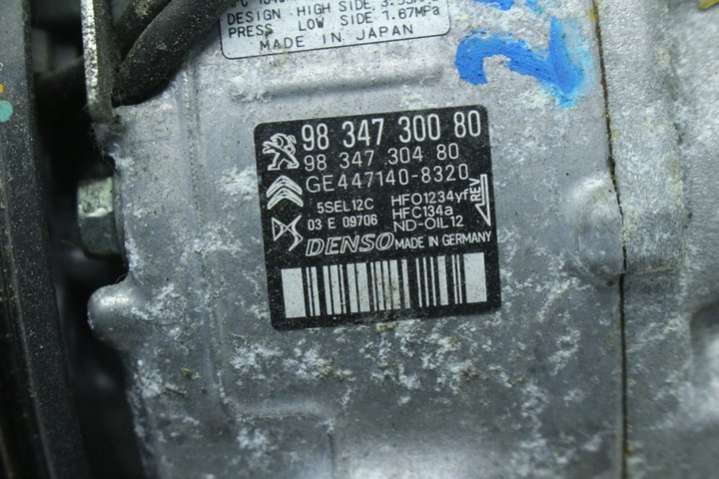 DESIGN HIGH SIDE,
PRESS LOW SIDE, 1.67MPa
MADE IN JAPAN
98 347 300 80
98 347 304 80
GE447140-8320
5SEL12C HFO1234yf REV
03 E 09706 HFC134a
ND-OIL12
DENSO MADE IN GERMANY